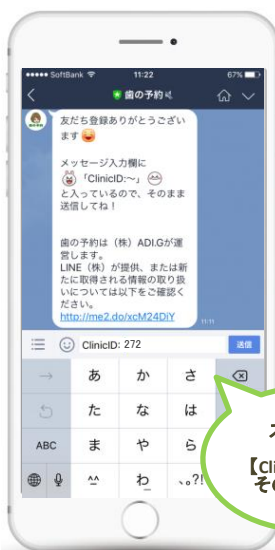 SoftBank
11:22
67%
歯の予約
友だち登録ありがとうござい
ます
メッセージ入力欄に
「ClinicID:～」
と入っているので、そのまま
送信してね！
歯の予約は（株）ADI.Gが運
営します。
LINE（株）が提供、または新
たに取得される情報の取り扱
いについては以下をご確認く
ださい。
http://me2.do/xcM24DiY
11:11
ClinicID: 272
送信
→
あ
か
さ
た
な
は
ABC
ま
や
ら
^^
わ
、。?!
【Clin
その